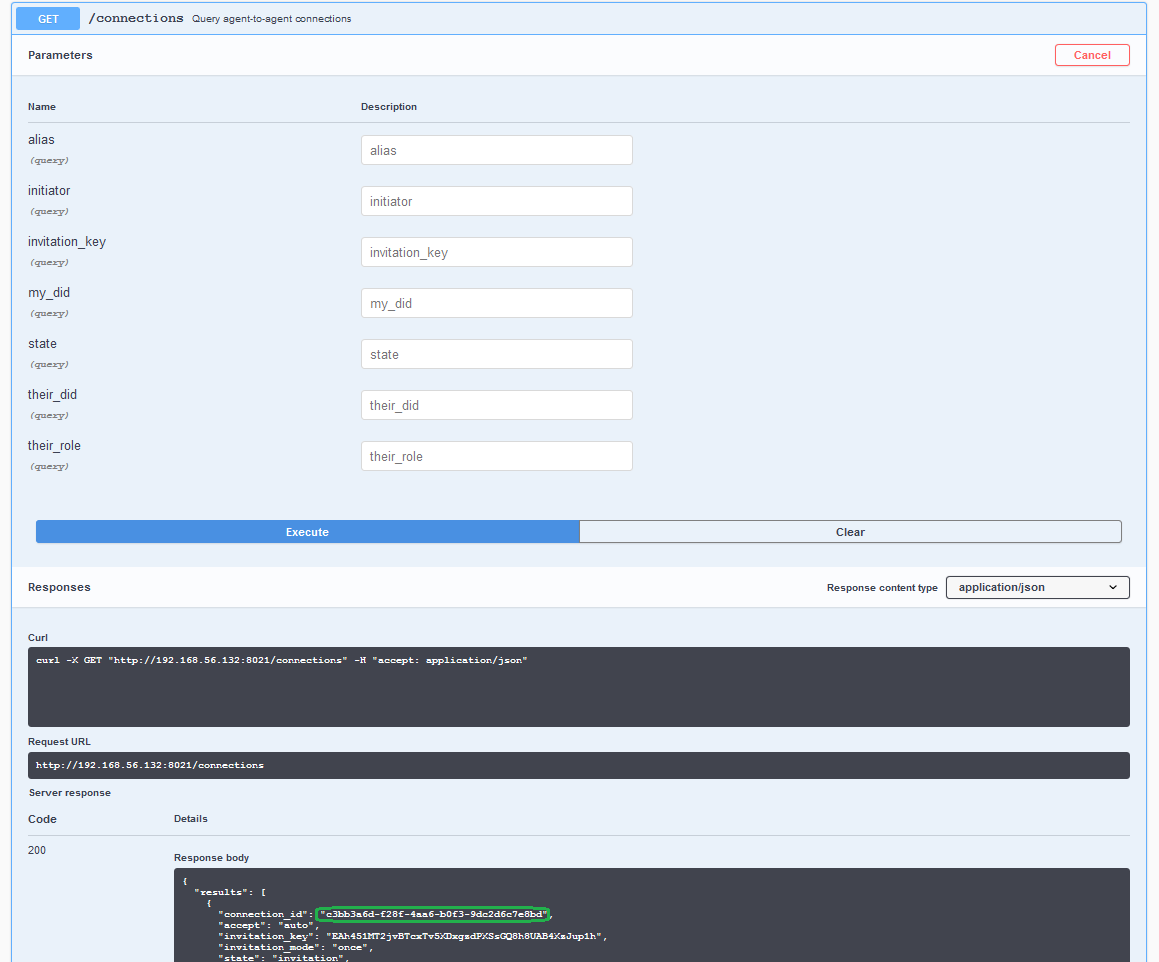 GET /connections Query agent-to-agent connections
Parameters Cancel
Name Description
alias alias
(query)
initiator initiator
(query)
invitation_key invitation_key
(query)
my_did my_did
(query)
state state
(query)
their_did their_did
(query)
their_role their_role
(query)
Execute Clear
Responses Response content type application/json
Curl
curl -X GET "http://192.168.56.132:8021/connections" -H "accept: application/json"
Request URL
http://192.168.56.132:8021/connections
Server response
Code Details
200
Response body
{
"results": [
{
"connection_id": "c3bb3a6d-f28f-4aa6-b0f3-9dc2d6c7e8bd",
"accept": "auto",
"invitation_key": "EAh451MT2jvBTcxTv5XDxgsdPXSsGQ8h8UAB4XsJup1h",
"invitation_mode": "once",
"state": "invitation",